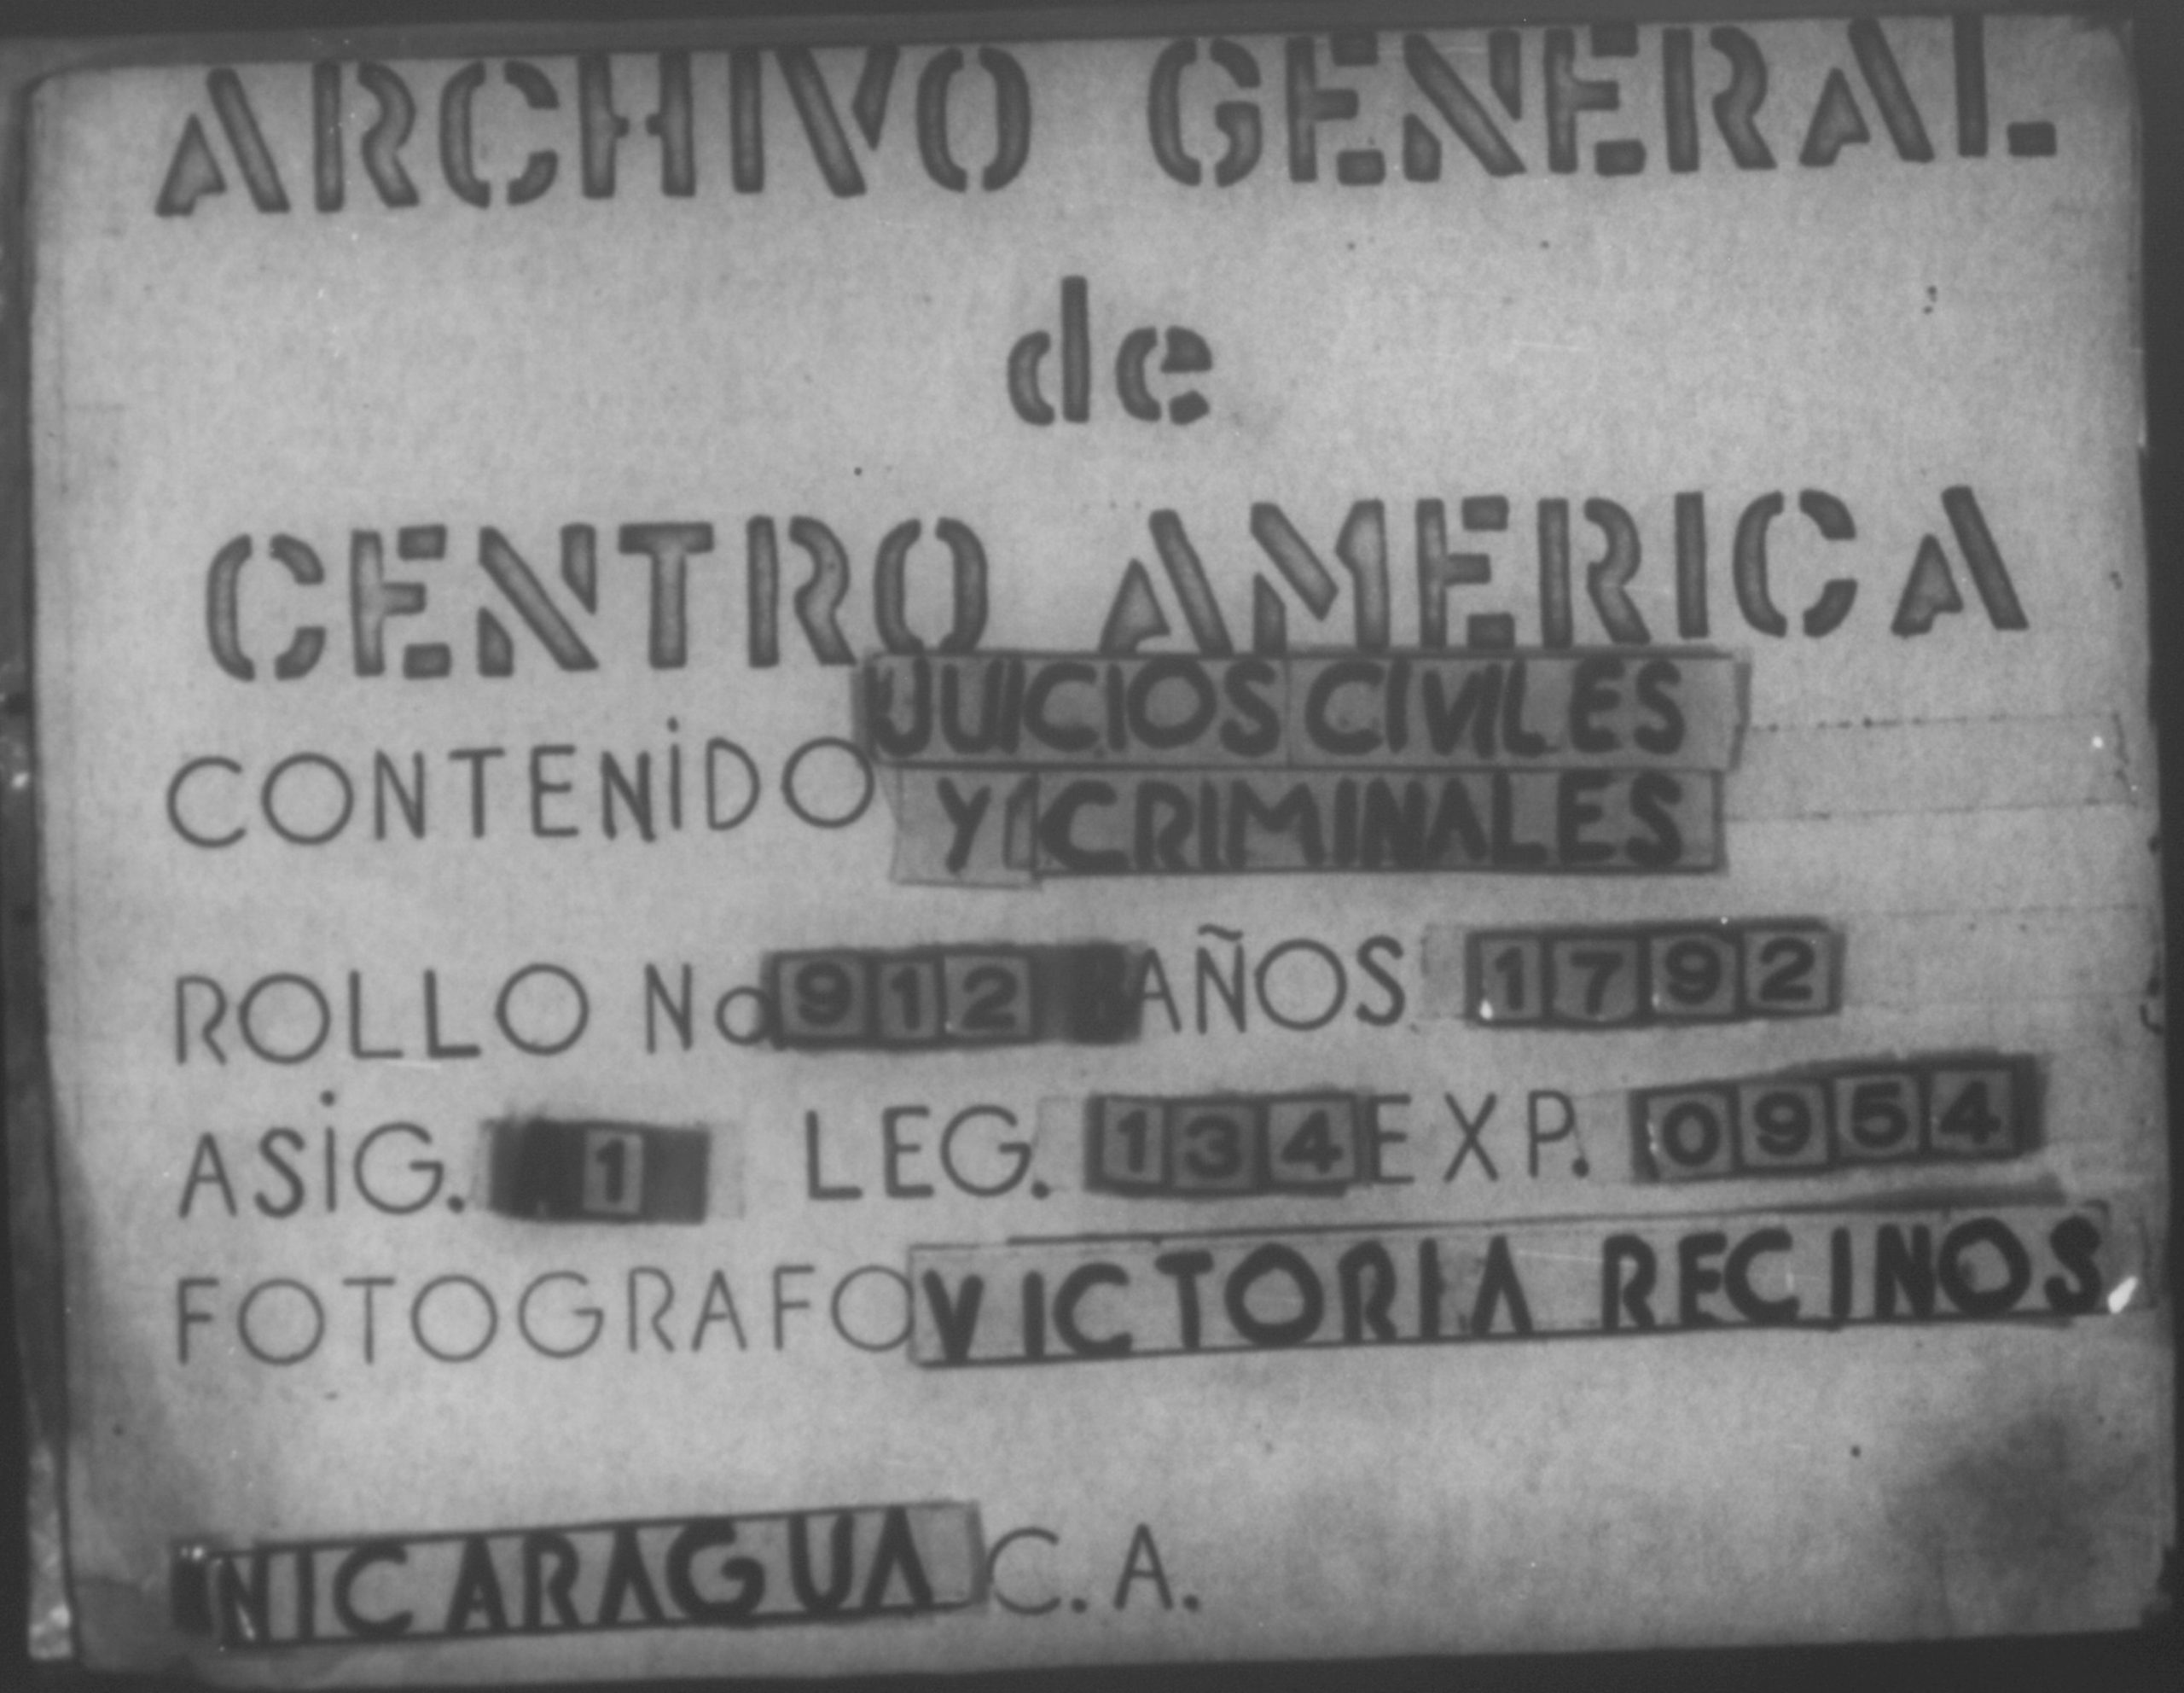 ARCHIVO GENERAL
de
CENTRO AMERICA
CONTENIDO JUICIOS CIVILES
Y CRIMINALES
ROLLO No 912 AÑOS 1792
ASIG. 1 LEG. 134 EXP. 0954
FOTOGRAFO VICTORIA RECINOS
NICARAGUA C.A.